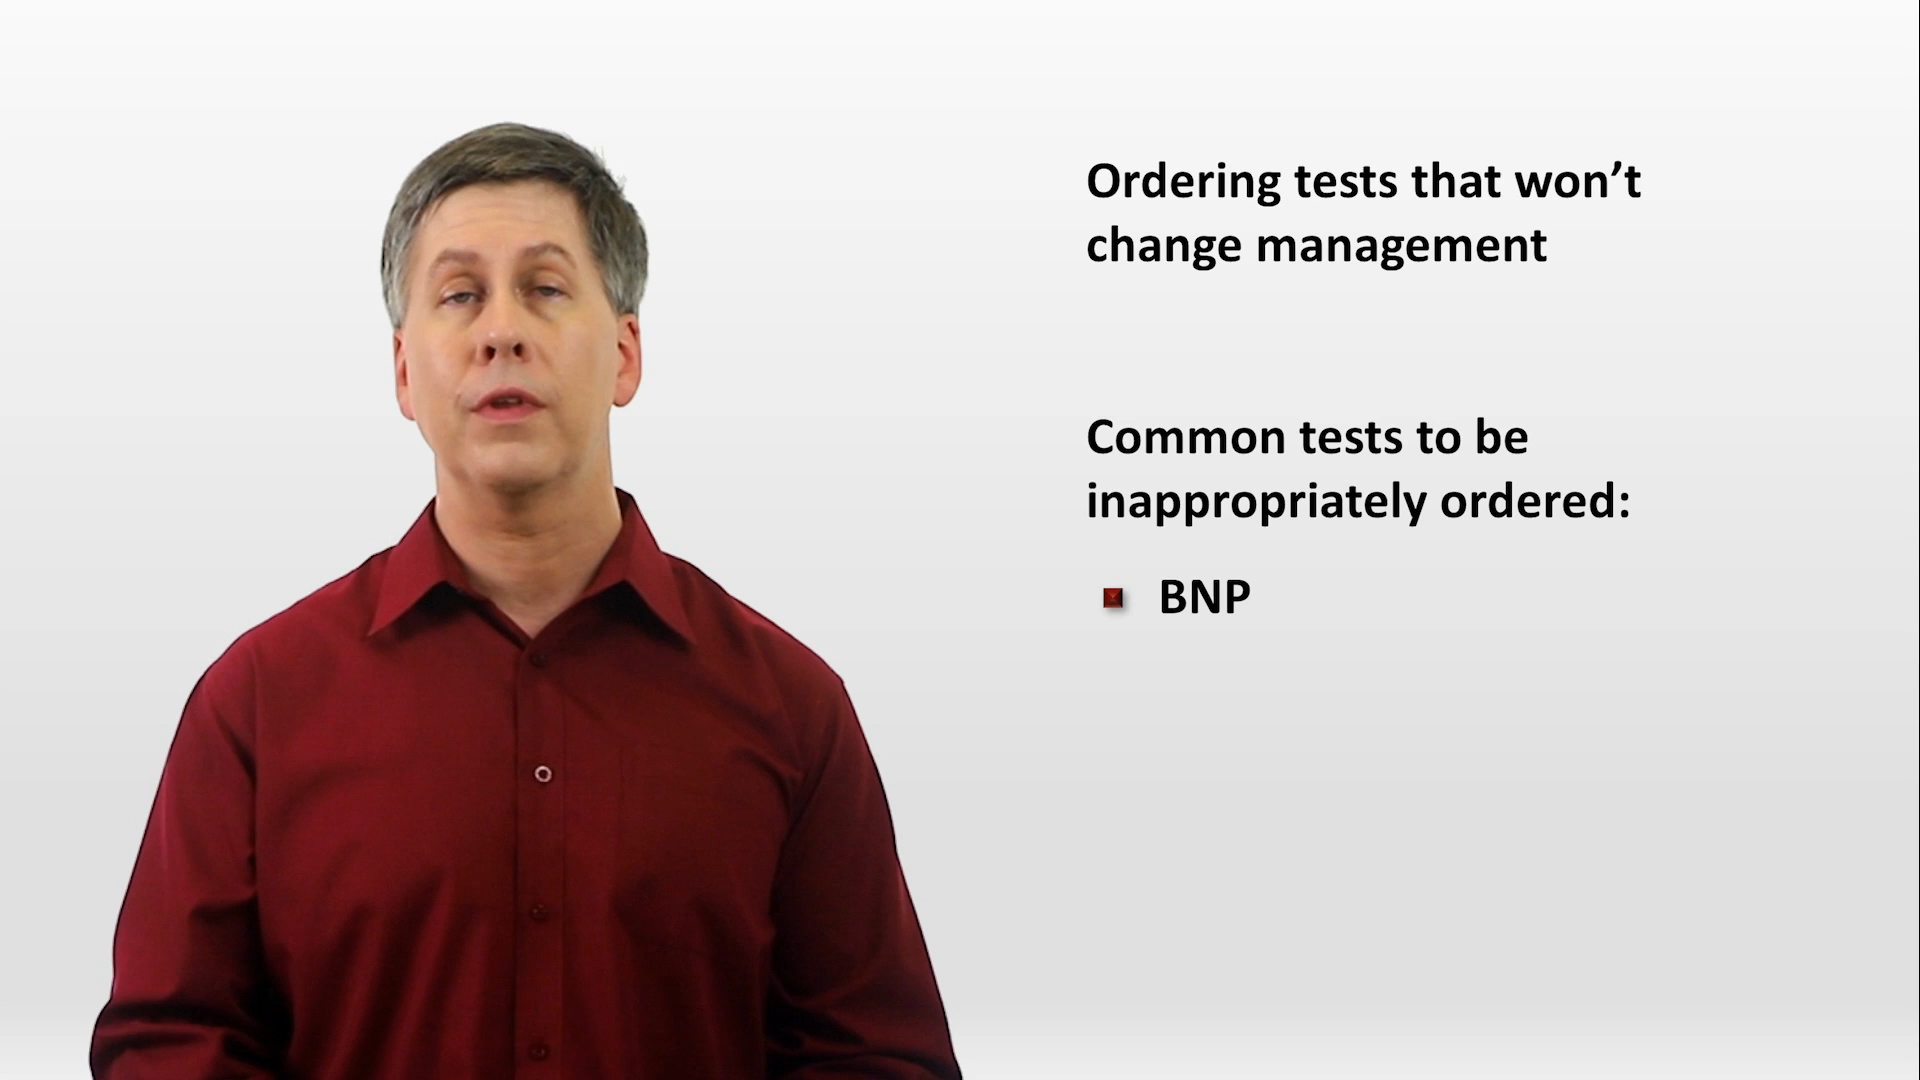 Ordering tests that won’t
change management
Common tests to be
inappropriately ordered:
BNP